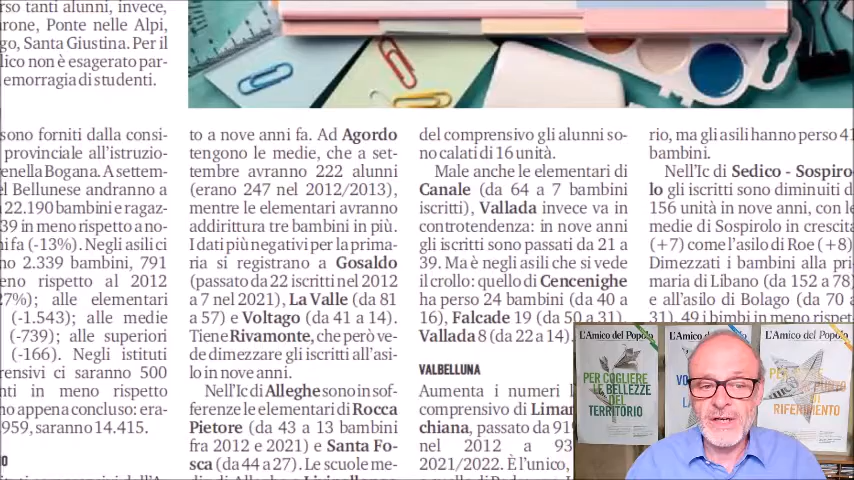 rso tanti alunni, invece,
rone, Ponte nelle Alpi,
go, Santa Giustina. Per il
lico non è esagerato par-
emorragia di studenti.
sono forniti dalla consi-
provinciale all'istruzio-
enella Bogana. A settem-
l Bellunese andranno a
22.190 bambini e ragaz-
39 in meno rispetto a no-
i fa (-13%). Negli asili ci
no 2.339 bambini, 791
eno rispetto al 2012
27%); alle elementari
(-1.543); alle medie
(-739); alle superiori
(-166). Negli istituti
rensivi ci saranno 500
nti in meno rispetto
no appena concluso: era-
959, saranno 14.415.
to a nove anni fa. Ad Agordo
tengono le medie, che a set-
tembre avranno 222 alunni
(erano 247 nel 2012/2013),
mentre le elementari avranno
addirittura tre bambini in più.
I dati più negativi per la prima-
ria si registrano a Gosaldo
(passato da 22 iscritti nel 2012
a 7 nel 2021), La Valle (da 81
a 57) e Voltago (da 41 a 14).
Tiene Rivamonte, che però ve-
de dimezzare gli iscritti all'asi-
lo in nove anni.
Nell'Ic di Alleghe sono in sof-
ferenze le elementari di Rocca
Pietore (da 43 a 13 bambini
fra 2012 e 2021) e Santa Fo-
sca (da 44 a 27). Le scuole me-
del comprensivo gli alunni so-
no calati di 16 unità.
Male anche le elementari di
Canale (da 64 a 7 bambini
iscritti), Vallada invece va in
controtendenza: in nove anni
gli iscritti sono passati da 21 a
39. Ma è negli asili che si vede
il crollo: quello di Cencenighe
ha perso 24 bambini (da 40 a
16), Falcade 19 (da 50 a 31),
Vallada 8 (da 22 a 14).
VALBELLUNA
Aumenta i numeri l
comprensivo di Liman
chiana, passato da 919
nel 2012 a 93
2021/2022. È l'unico,
rio, ma gli asili hanno perso 41
bambini.
Nell'Ic di Sedico - Sospiro-
lo gli iscritti sono diminuiti d
156 unità in nove anni, con le
medie di Sospirolo in crescita
(+7) come l'asilo di Roe (+8)
Dimezzati i bambini alla pri-
maria di Libano (da 152 a 78)
e all'asilo di Bolago (da 70 a
31). 49 i bimbi in meno rispet-
L'Amico del Popolo
PER COGLIERE
LE BELLEZZE
DEL
TERRITORIO
L'Amico del Pop
VO
LA
L'Amico del Popolo
PER
PUNTO
DI
RIFERIMENTO